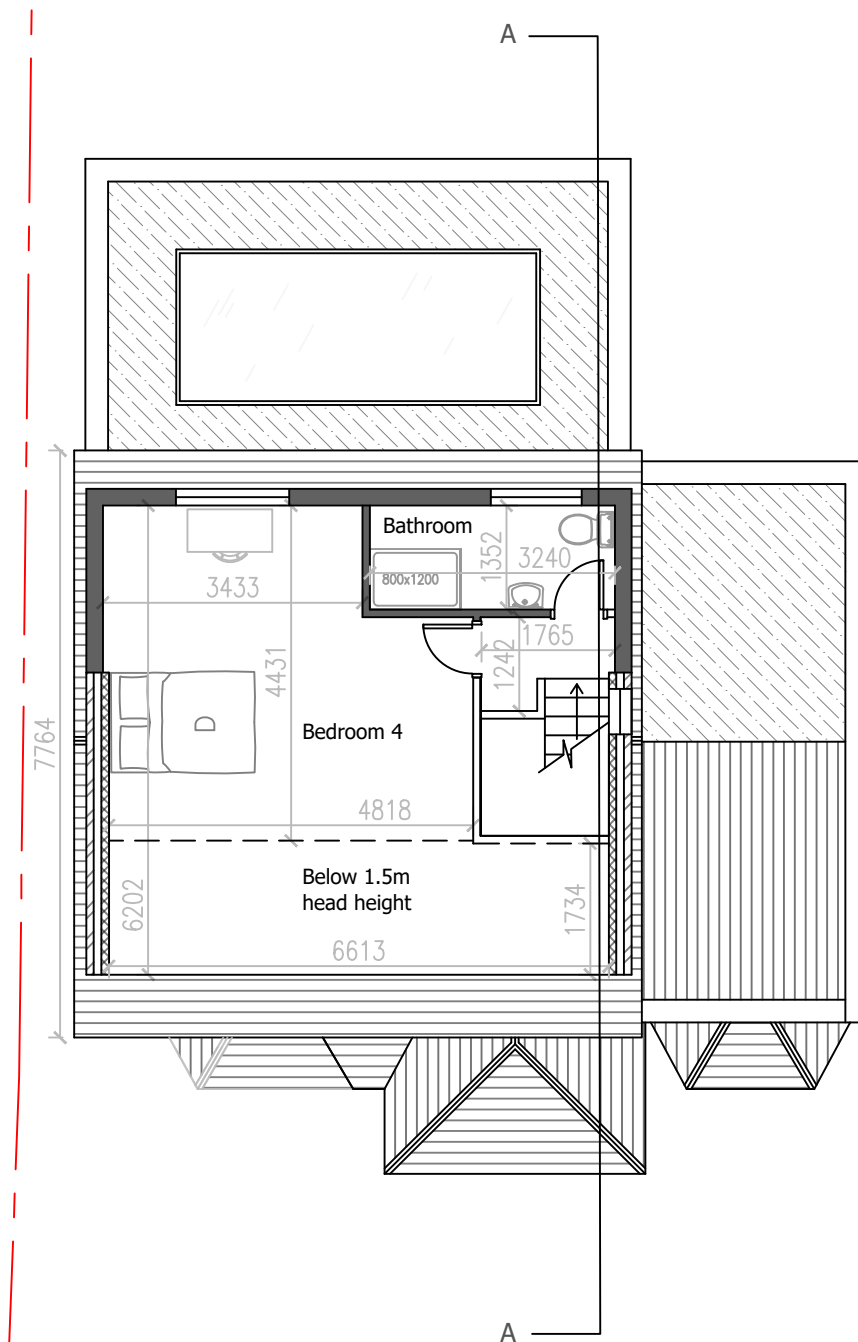 A
Bathroom
1352
3240
800x1200
3433
1765
1242
4431
Bedroom 4
7764
4818
Below 1.5m
head height
6202
1734
6613
A